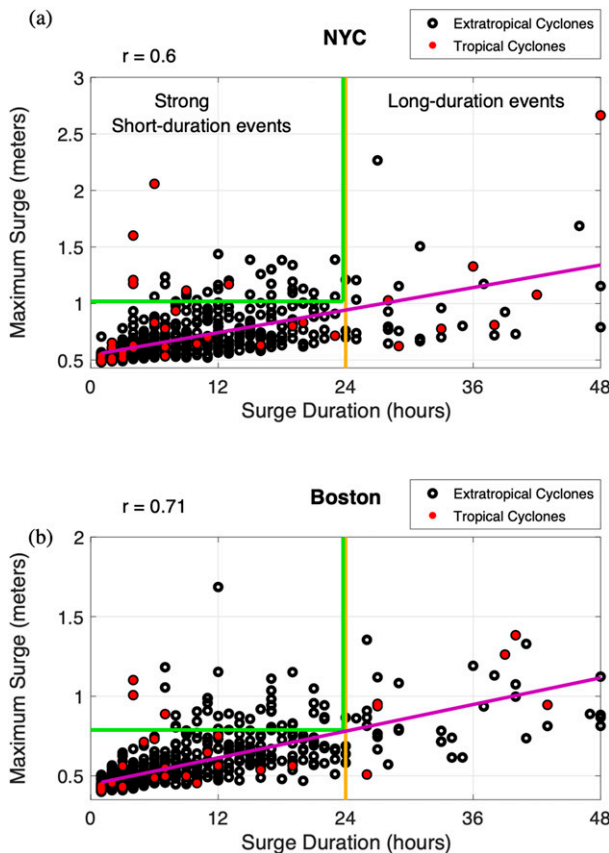 (a)
NYC
r = 0.6
Extratropical Cyclones
Tropical Cyclones
Strong
Short-duration events
Long-duration events
Maximum Surge (meters)
3
2.5
2
1.5
1
0.5
0 12 24 36 48
Surge Duration (hours)
(b)
Boston
r = 0.71
Extratropical Cyclones
Tropical Cyclones
Maximum Surge (meters)
2
1.5
1
0.5
0 12 24 36 48
Surge Duration (hours)